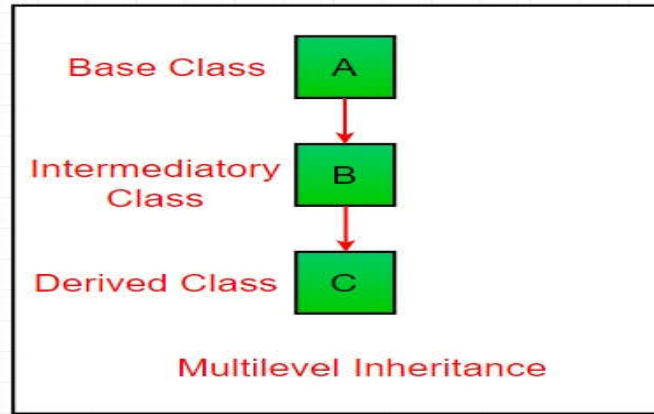 Base Class
A
Intermediatory
Class
B
Derived Class
C
Multilevel Inheritance